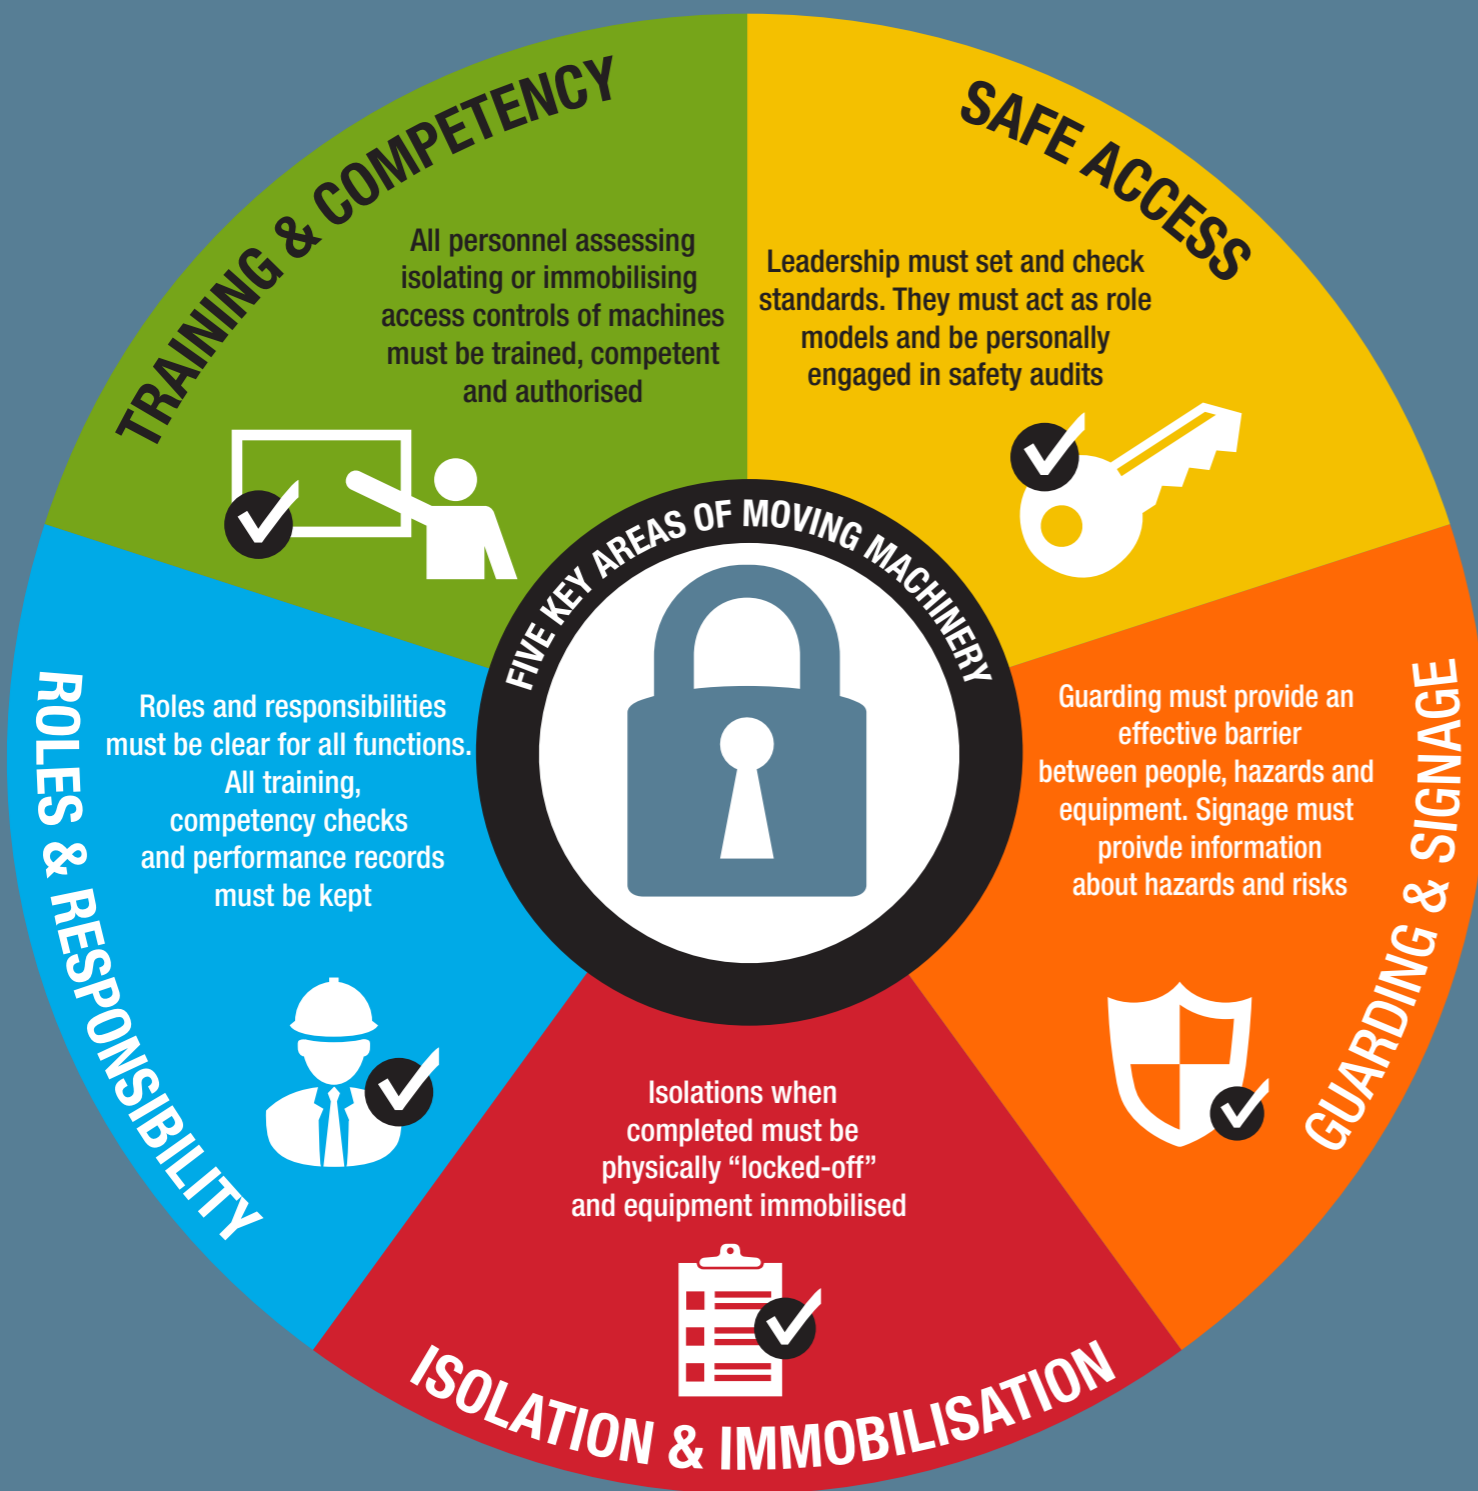 FIVE KEY AREAS OF MOVING MACHINERY
TRAINING & COMPETENCY
All personnel assessing
isolating or immobilising
access controls of machines
must be trained, competent
and authorised
SAFE ACCESS
Leadership must set and check
standards. They must act as role
models and be personally
engaged in safety audits
GUARDING & SIGNAGE
Guarding must provide an
effective barrier
between people, hazards and
equipment. Signage must
proivde information
about hazards and risks
ISOLATION & IMMOBILISATION
Isolations when
completed must be
physically “locked-off”
and equipment immobilised
ROLES & RESPONSIBILITY
Roles and responsibilities
must be clear for all functions.
All training,
competency checks
and performance records
must be kept